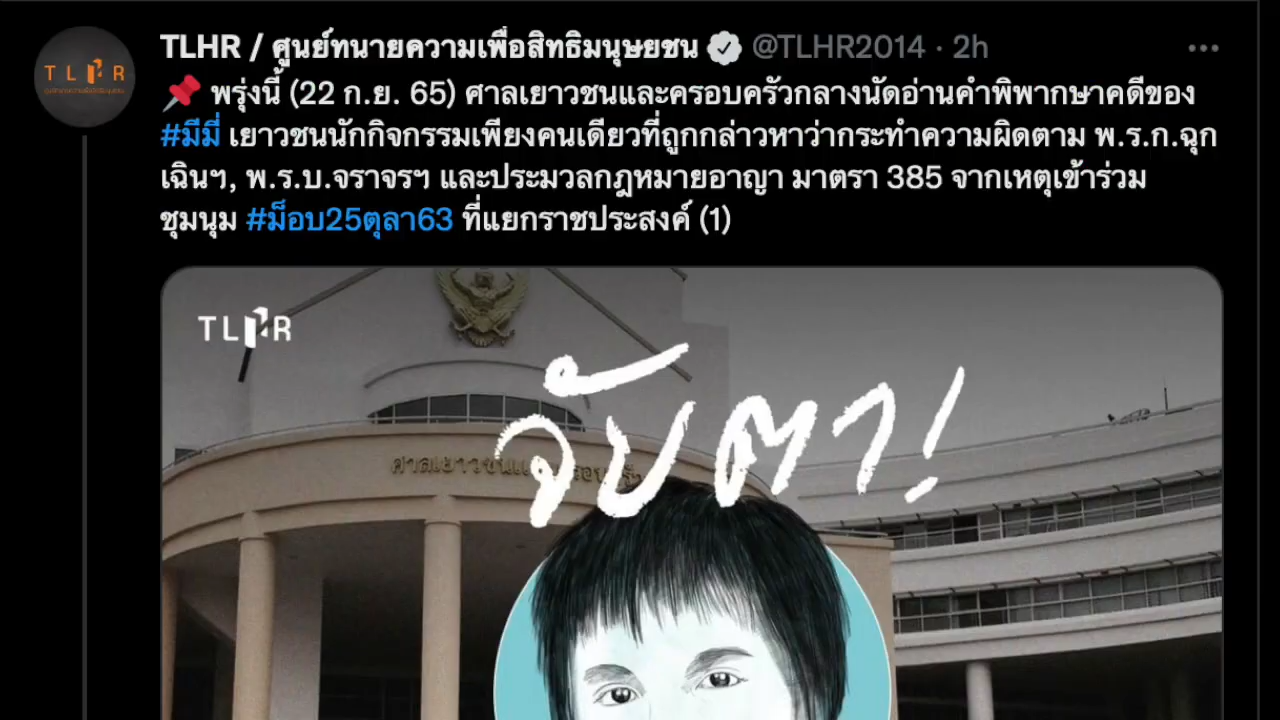 TLHR / ศูนย์ทนายความเพื่อสิทธิมนุษยชน @TLHR2014 · 2h
TLHR
📌 พรุ่งนี้ (22 ก.ย. 65) ศาลเยาวชนและครอบครัวกลางนัดอ่านคำพิพากษาคดีของ
#มีมี่ เยาวชนนักกิจกรรมเพียงคนเดียวที่ถูกกล่าวหาว่ากระทำความผิดตาม พ.ร.ก.ฉุก
เฉินฯ, พ.ร.บ.จราจรฯ และประมวลกฎหมายอาญา มาตรา 385 จากเหตุเข้าร่วม
ชุมนุม #ม็อบ25ตุลา63 ที่แยกราชประสงค์ (1)
TLHR
จับตา!